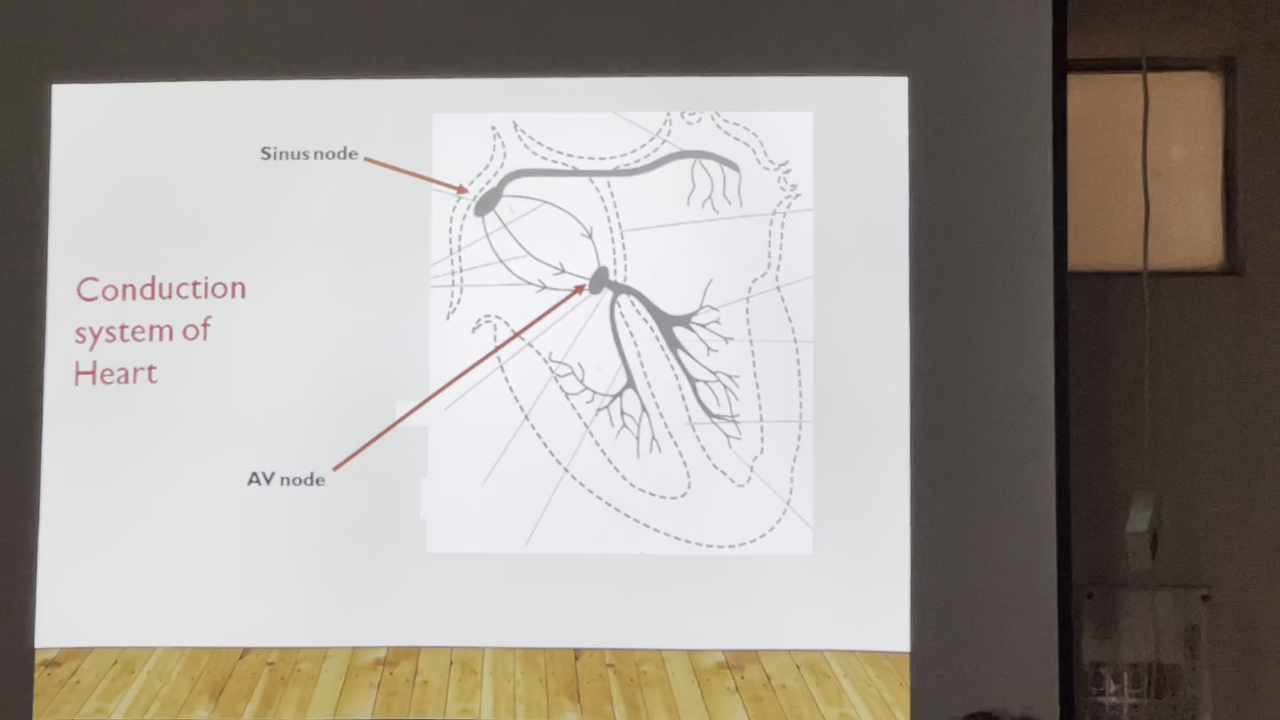 Sinus node
Conduction
system of
Heart
AV node